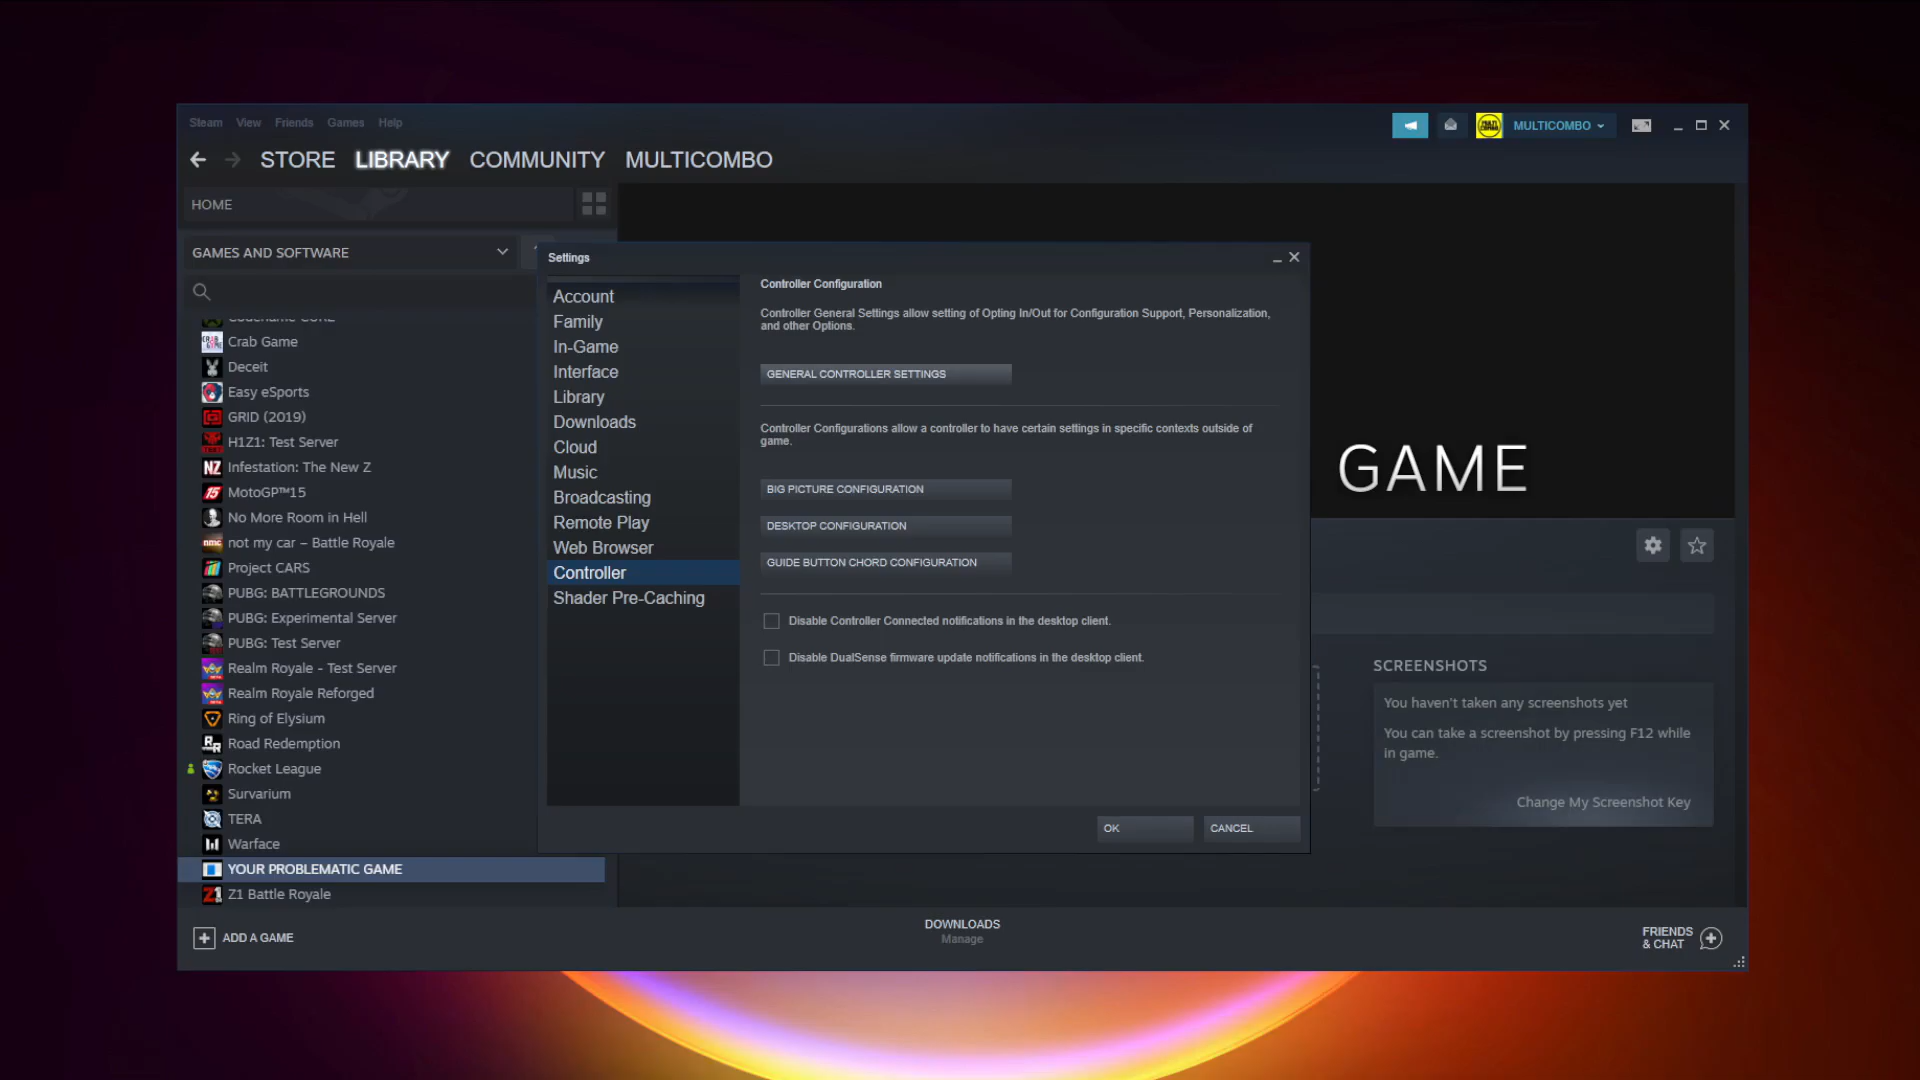 Steam View Friends Games Help
MULTICOMBO
STORE LIBRARY COMMUNITY MULTICOMBO
HOME
GAMES AND SOFTWARE
Codename CURE
Crab Game
Deceit
Easy eSports
GRID (2019)
H1Z1: Test Server
Infestation: The New Z
MotoGP™15
No More Room in Hell
not my car – Battle Royale
Project CARS
PUBG: BATTLEGROUNDS
PUBG: Experimental Server
PUBG: Test Server
Realm Royale - Test Server
Realm Royale Reforged
Ring of Elysium
Road Redemption
Rocket League
Survarium
TERA
Warface
YOUR PROBLEMATIC GAME
Z1 Battle Royale
Settings
Account
Family
In-Game
Interface
Library
Downloads
Cloud
Music
Broadcasting
Remote Play
Web Browser
Controller
Shader Pre-Caching
Controller Configuration
Controller General Settings allow setting of Opting In/Out for Configuration Support, Personalization,
and other Options.
GENERAL CONTROLLER SETTINGS
Controller Configurations allow a controller to have certain settings in specific contexts outside of
game.
BIG PICTURE CONFIGURATION
DESKTOP CONFIGURATION
GUIDE BUTTON CHORD CONFIGURATION
Disable Controller Connected notifications in the desktop client.
Disable DualSense firmware update notifications in the desktop client.
OK CANCEL
GAME
SCREENSHOTS
You haven't taken any screenshots yet
You can take a screenshot by pressing F12 while
in game.
Change My Screenshot Key
ADD A GAME
DOWNLOADS
Manage
FRIENDS
& CHAT